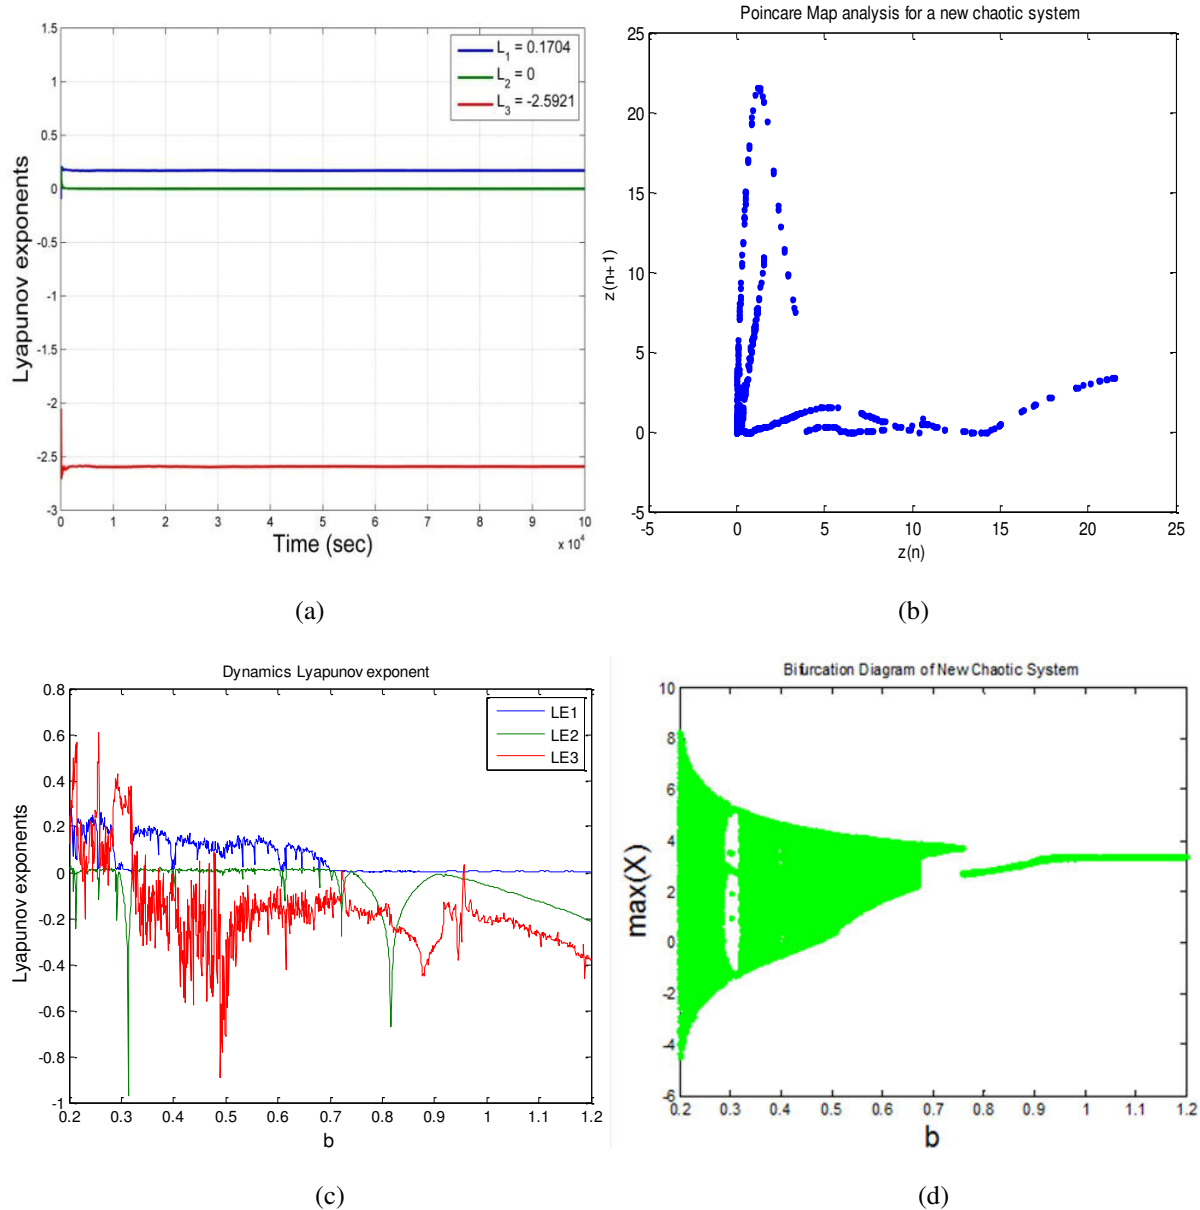 L1 = 0.1704
L2 = 0
L3 = -2.5921
1.5
1
0.5
0
-0.5
-1
-1.5
-2
-2.5
-3
Lyapunov exponents
0 1 2 3 4 5 6 7 8 9 10
x 10^4
Time (sec)
(a)
Poincare Map analysis for a new chaotic system
25
20
15
10
5
0
-5
z(n+1)
-5 0 5 10 15 20 25
z(n)
(b)
Dynamics Lyapunov exponent
LE1
LE2
LE3
0.8
0.6
0.4
0.2
0
-0.2
-0.4
-0.6
-0.8
-1
Lyapunov exponents
0.2 0.3 0.4 0.5 0.6 0.7 0.8 0.9 1 1.1 1.2
b
(c)
Bifurcation Diagram of New Chaotic System
10
8
6
4
2
0
-2
-4
-6
max(X)
0.2 0.3 0.4 0.5 0.6 0.7 0.8 0.9 1 1.1 1.2
b
(d)